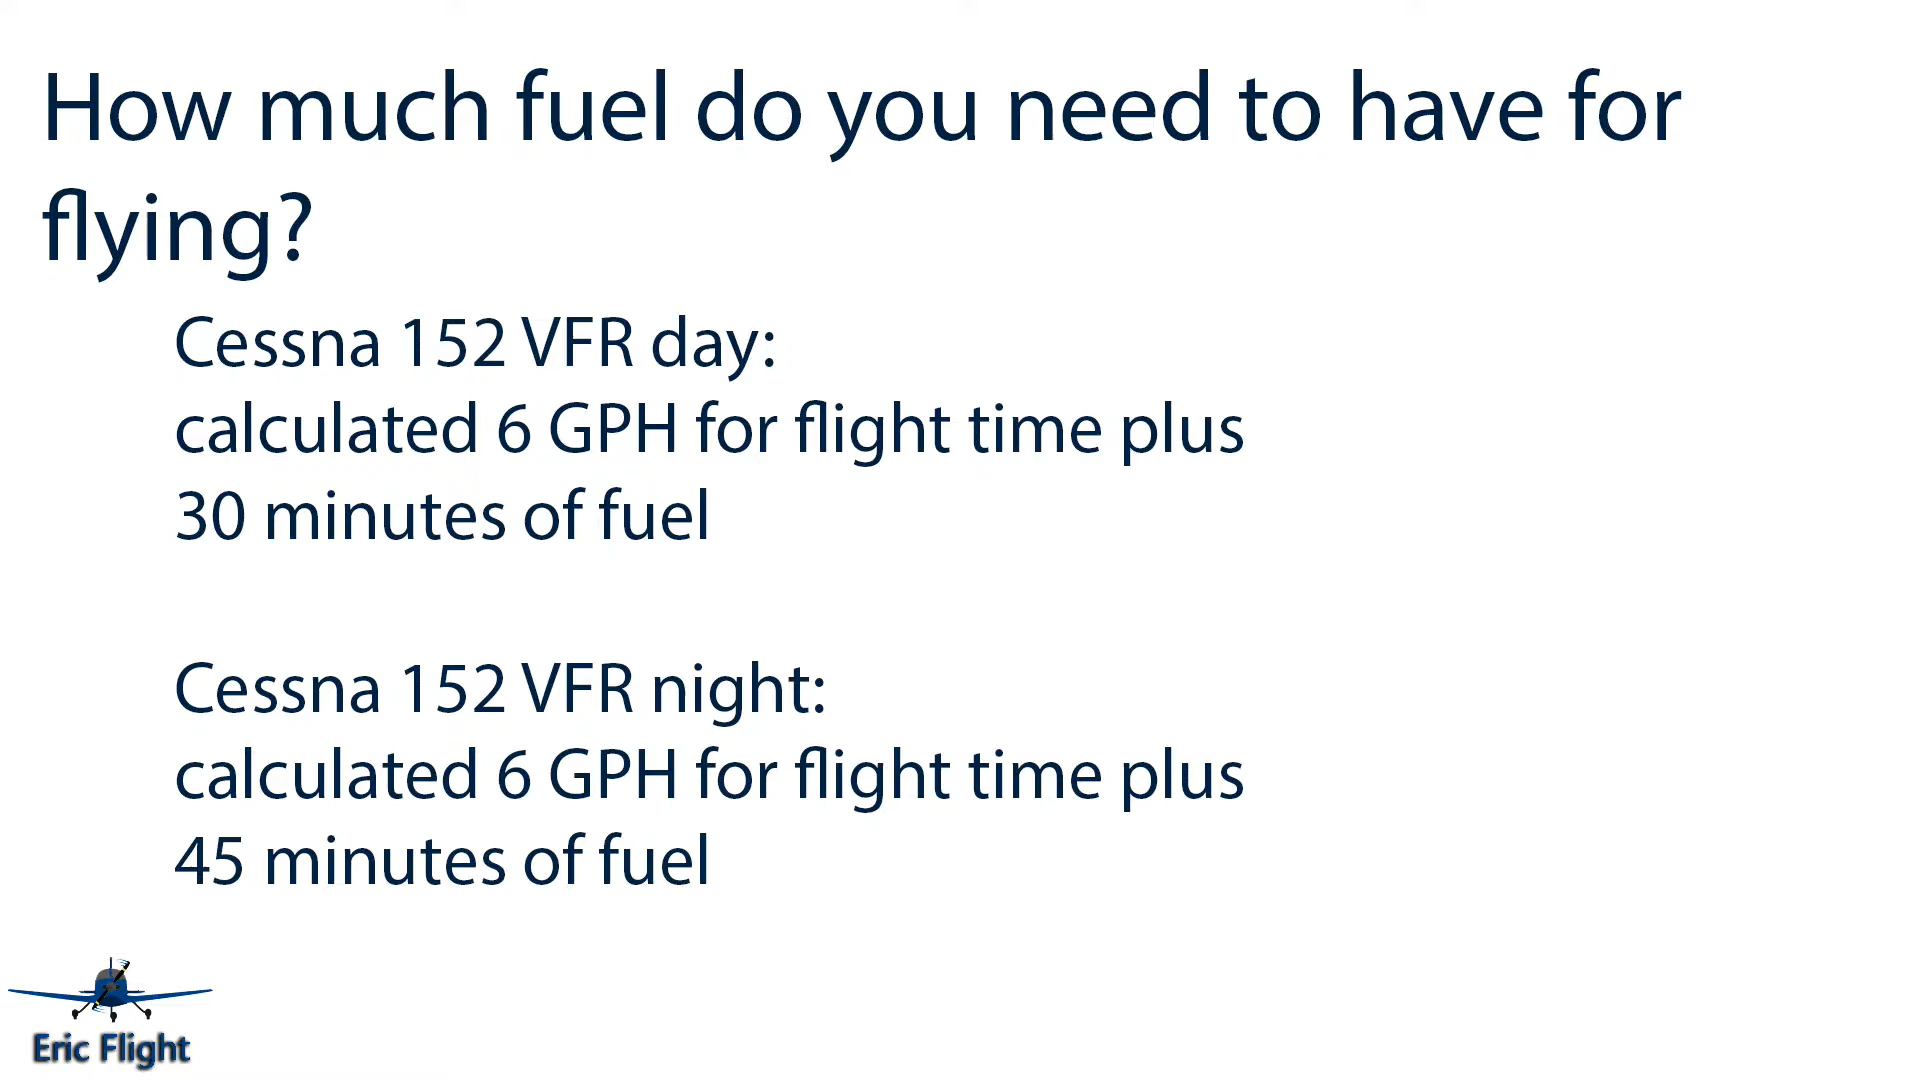 How much fuel do you need to have for
flying?
Cessna 152 VFR day:
calculated 6 GPH for flight time plus
30 minutes of fuel
Cessna 152 VFR night:
calculated 6 GPH for flight time plus
45 minutes of fuel
Eric Flight